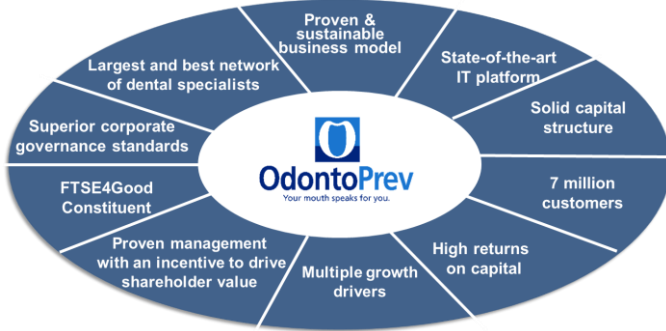 Proven &
sustainable
business model
State-of-the-art
IT platform
Solid capital
structure
7 million
customers
High returns
on capital
Multiple growth
drivers
Proven management
with an incentive to drive
shareholder value
FTSE4Good
Constituent
Superior corporate
governance standards
Largest and best network
of dental specialists
OdontoPrev
Your mouth speaks for you.